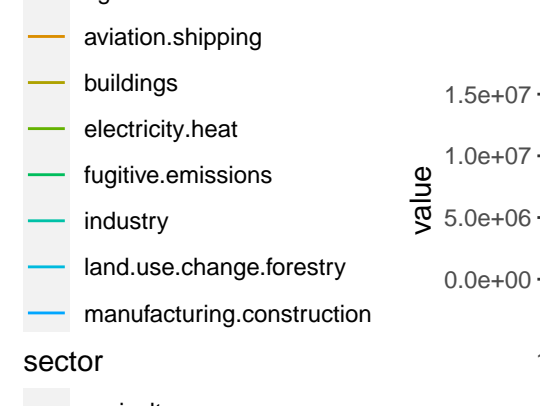 aviation.shipping
buildings
electricity.heat
fugitive.emissions
industry
land.use.change.forestry
manufacturing.construction
sector
value
1.5e+07
1.0e+07
5.0e+06
0.0e+00